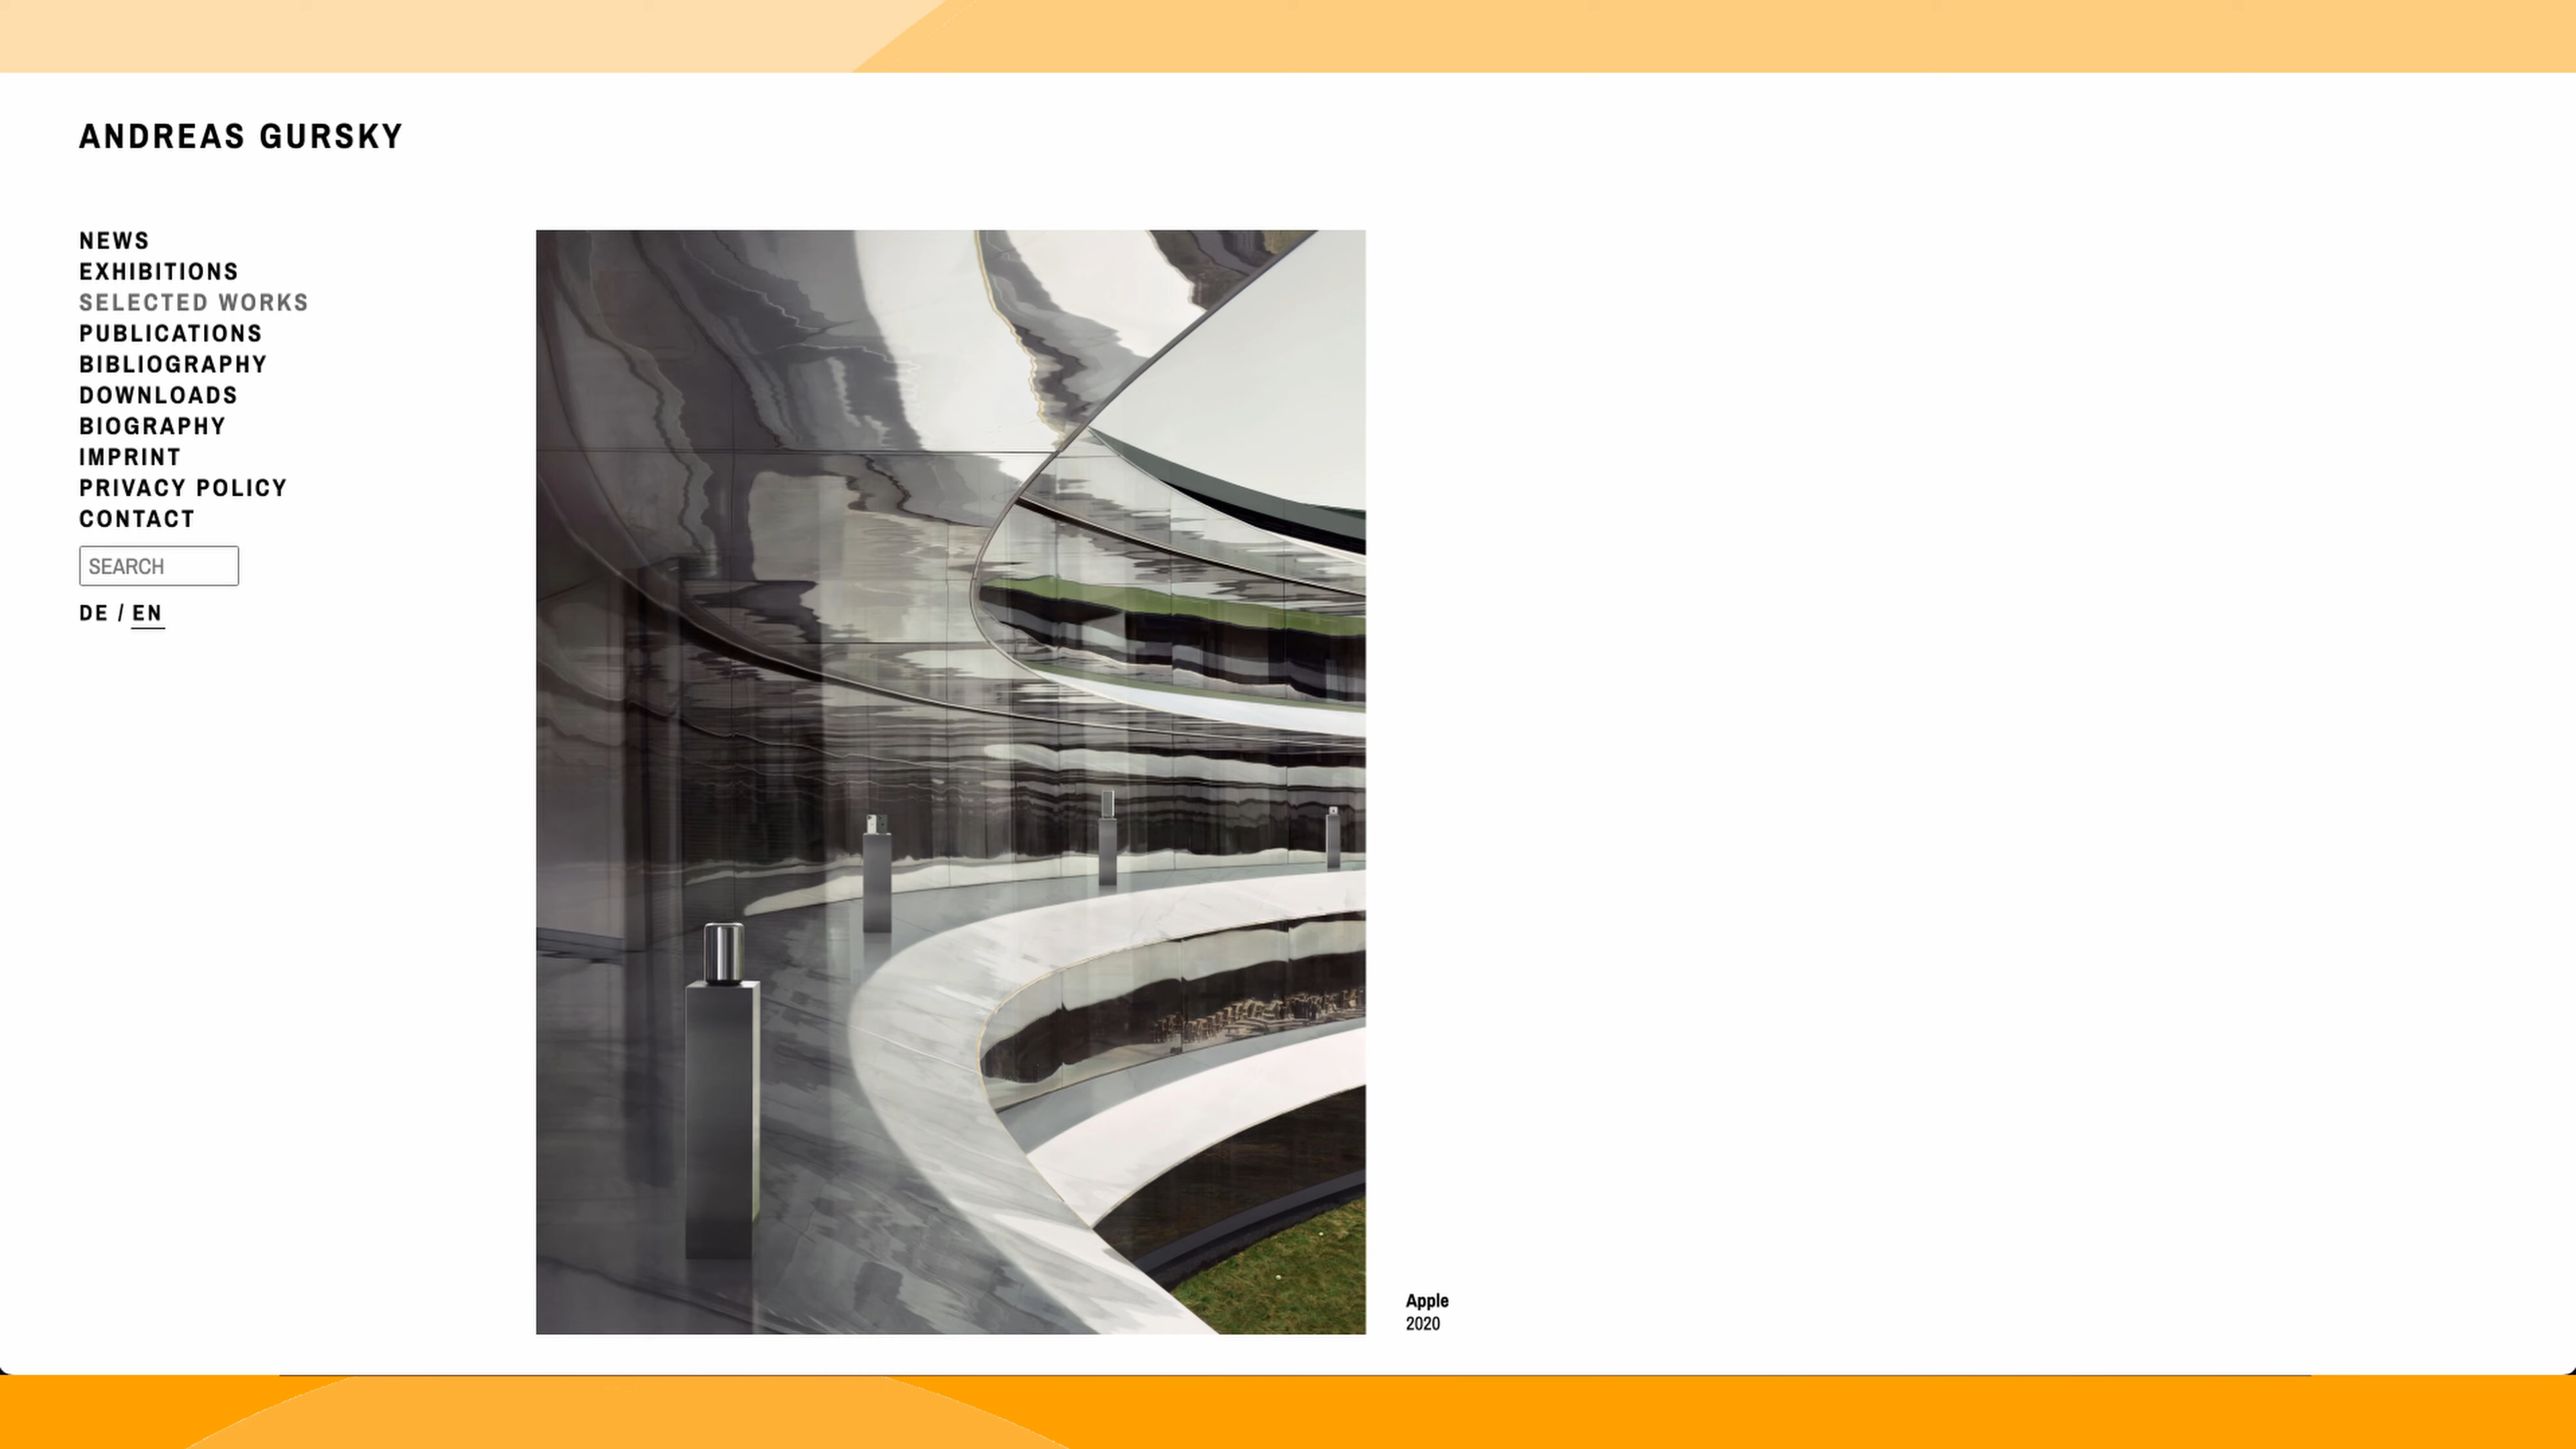 ANDREAS GURSKY
NEWS
EXHIBITIONS
SELECTED WORKS
PUBLICATIONS
BIBLIOGRAPHY
DOWNLOADS
BIOGRAPHY
IMPRINT
PRIVACY POLICY
CONTACT
SEARCH
DE / EN
Apple
2020